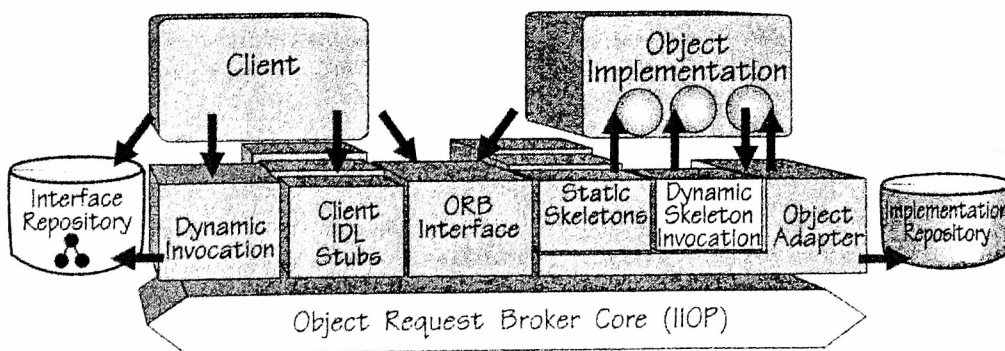 Client
Object
Implementation
Interface
Repository
Dynamic
Invocation
Client
IDL
Stubs
ORB
Interface
Static
Skeletons
Dynamic
Skeleton
Invocation
Object
Adapter
Implementation
Repository
Object Request Broker Core (IIOP)